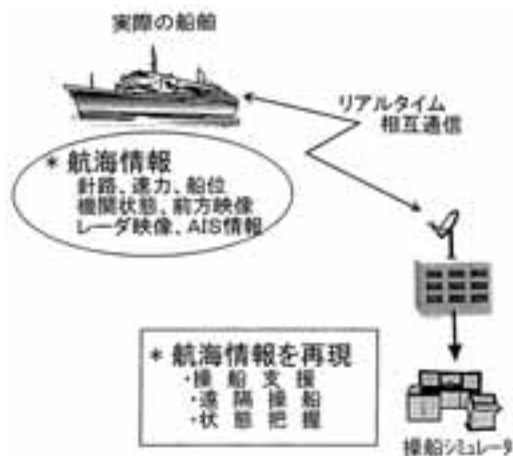 実際の船舶
リアルタイム
相互通信
* 航海情報
針路、速力、船位
機関状態、前方映像
レーダ映像、AIS情報
* 航海情報を再現
・操船支援
・遠隔操船
・状態把握
操船シミュレータ